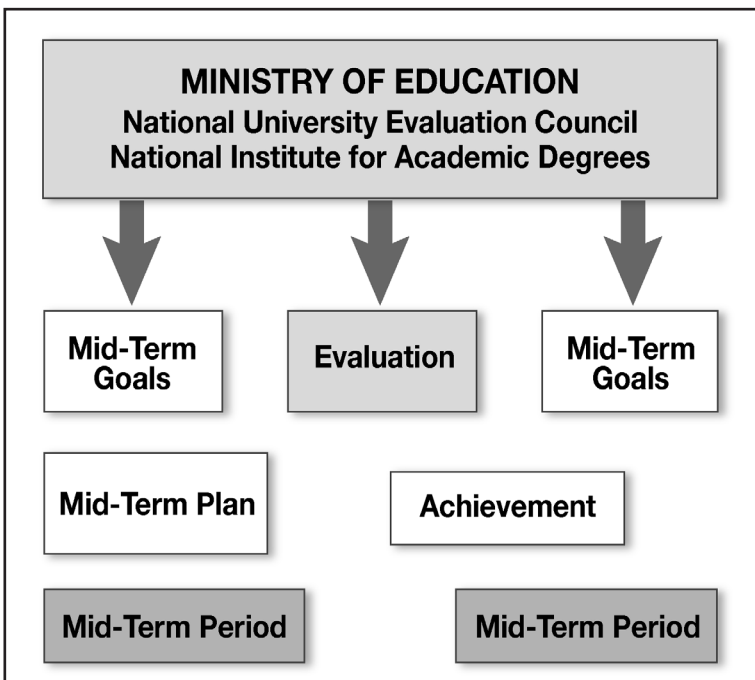 MINISTRY OF EDUCATION
National University Evaluation Council
National Institute for Academic Degrees
Mid-Term
Goals
Evaluation
Mid-Term
Goals
Mid-Term Plan
Achievement
Mid-Term Period
Mid-Term Period